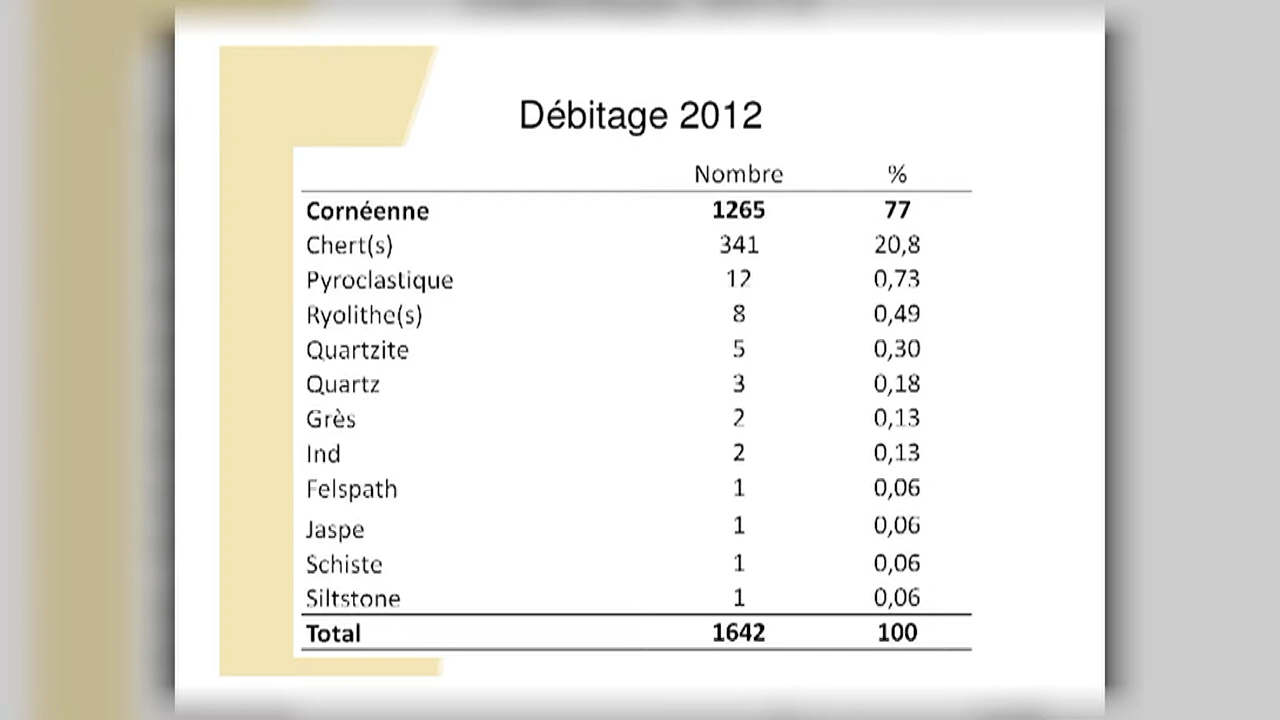 Débitage 2012
Nombre %
Cornéenne 1265 77
Chert(s) 341 20,8
Pyroclastique 12 0,73
Ryolithe(s) 8 0,49
Quartzite 5 0,30
Quartz 3 0,18
Grès 2 0,13
Ind 2 0,13
Felspath 1 0,06
Jaspe 1 0,06
Schiste 1 0,06
Siltstone 1 0,06
Total 1642 100